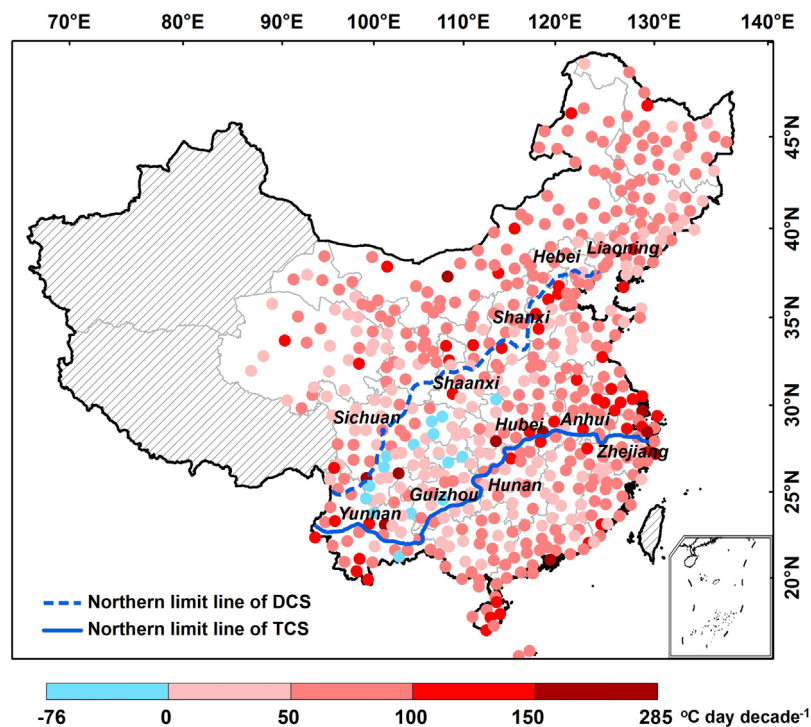 70°E 80°E 90°E 100°E 110°E 120°E 130°E 140°E
45°N
40°N
Hebei Liaoning
35°N
Shanxi
Shaanxi
30°N
Sichuan
Hubei Anhui
Zhejiang
25°N
Guizhou Hunan
Yunnan
20°N
Northern limit line of DCS
Northern limit line of TCS
-76 0 50 100 150 285 ºC day decade-1